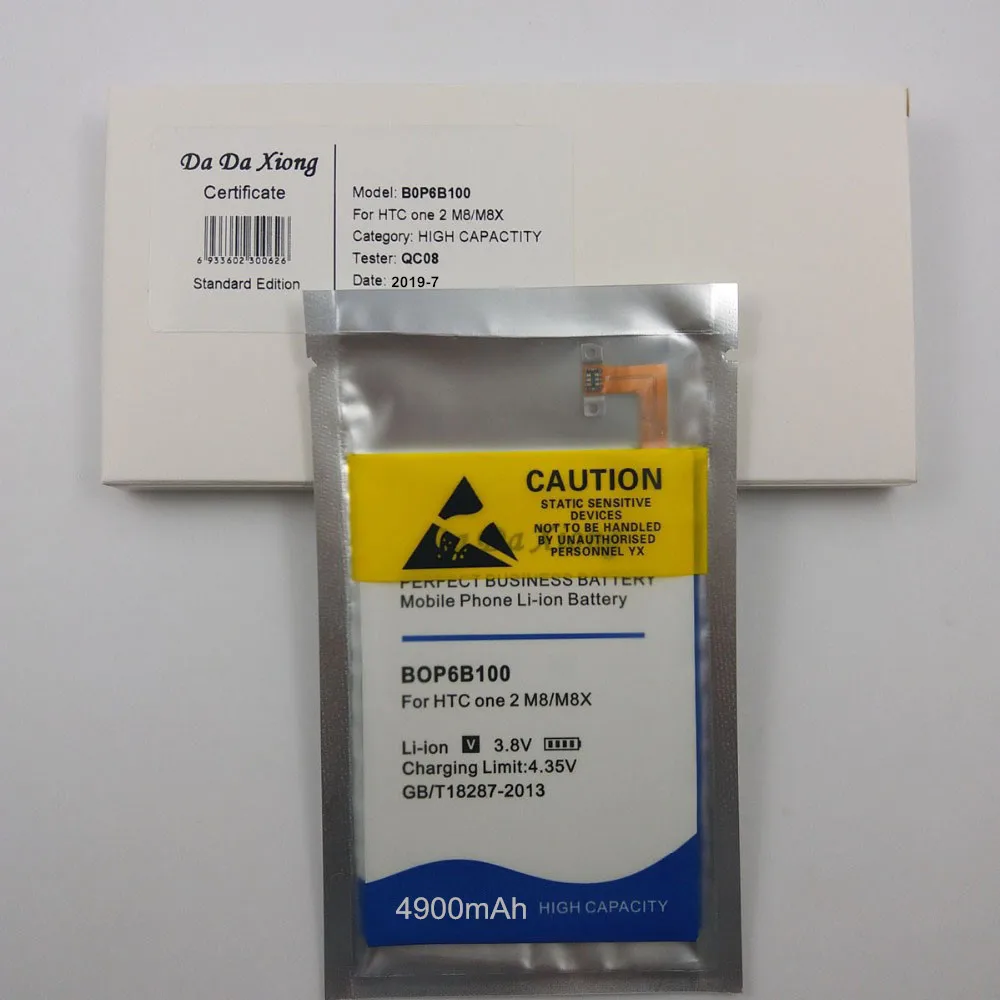 Da Da Xiong
Certificate
6 933602 300626
Standard Edition
Model: B0P6B100
For HTC one 2 M8/M8X
Category: HIGH CAPACTITY
Tester: QC08
Date: 2019-7
CAUTION
STATIC SENSITIVE
DEVICES
NOT TO BE HANDLED
BY UNAUTHORISED
PERSONNEL YX
Da Da Xiong
PERFECT BUSINESS BATTERY
Mobile Phone Li-ion Battery
BOP6B100
For HTC one 2 M8/M8X
Li-ion V 3.8V
Charging Limit:4.35V
GB/T18287-2013
4900mAh HIGH CAPACITY